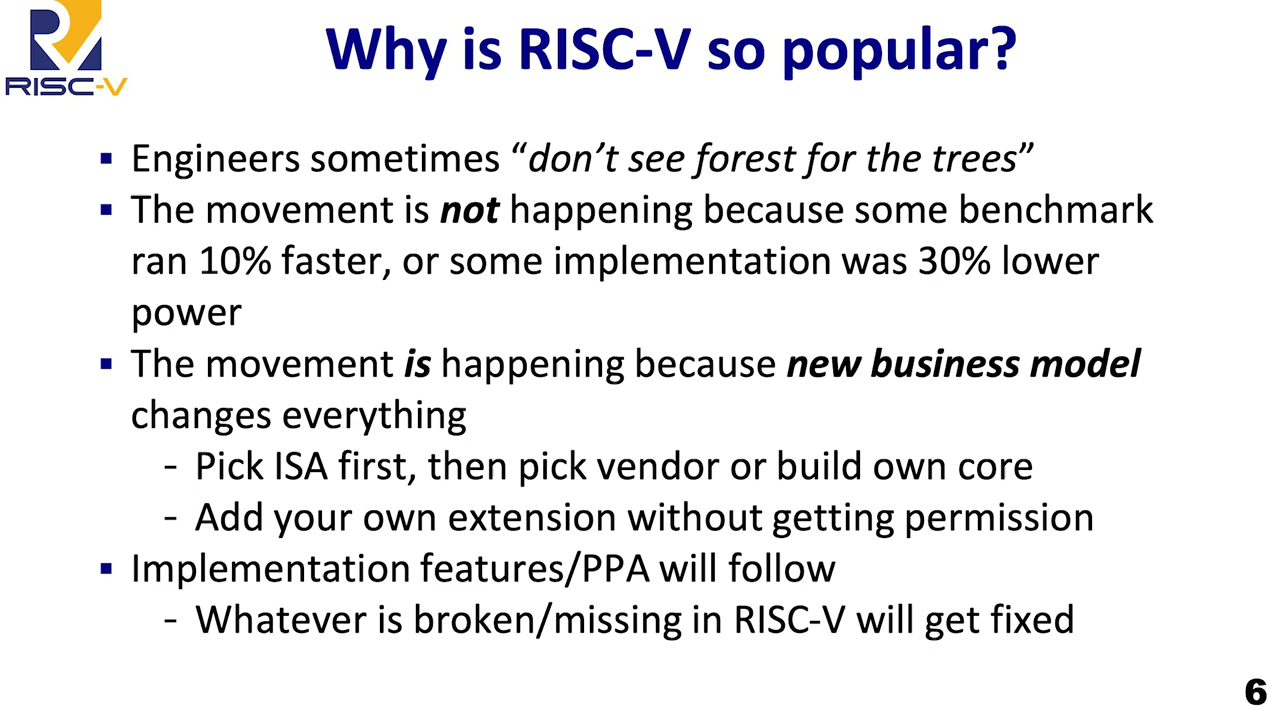 RISC-V
Why is RISC-V so popular?
▪ Engineers sometimes “don’t see forest for the trees”
▪ The movement is not happening because some benchmark
ran 10% faster, or some implementation was 30% lower
power
▪ The movement is happening because new business model
changes everything
- Pick ISA first, then pick vendor or build own core
- Add your own extension without getting permission
▪ Implementation features/PPA will follow
- Whatever is broken/missing in RISC-V will get fixed
6